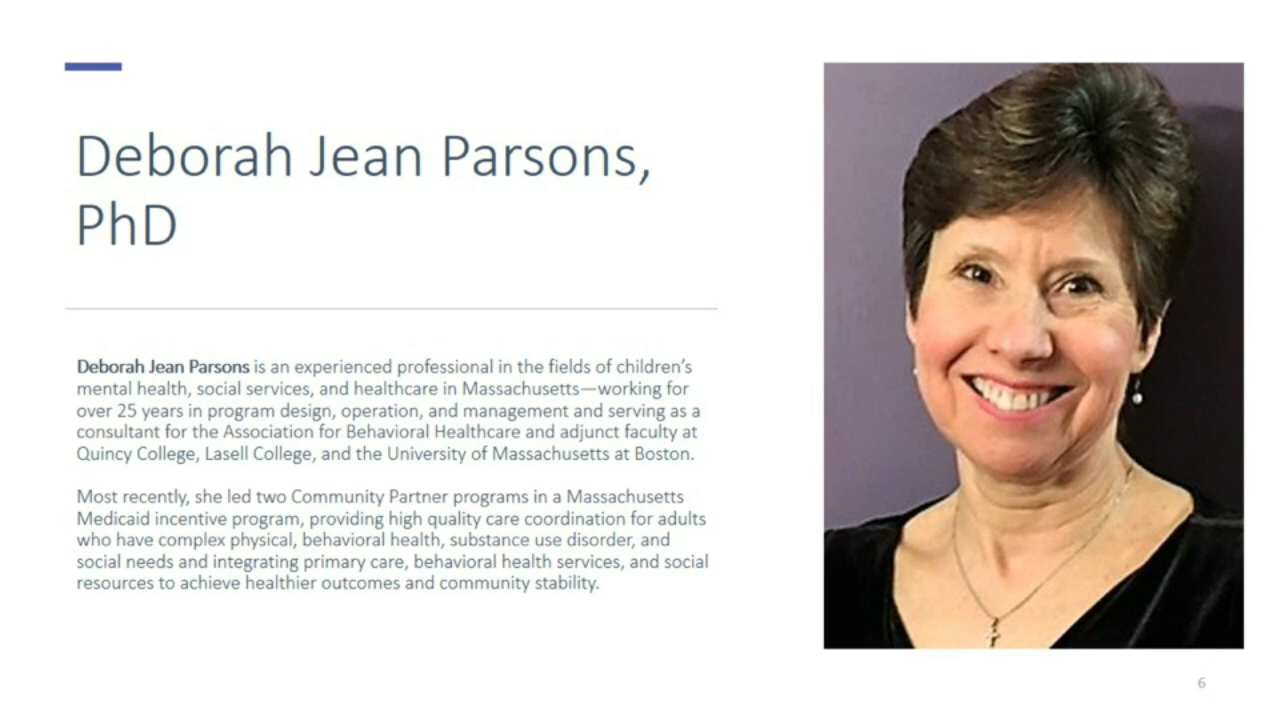 Deborah Jean Parsons,
PhD
Deborah Jean Parsons is an experienced professional in the fields of children’s
mental health, social services, and healthcare in Massachusetts—working for
over 25 years in program design, operation, and management and serving as a
consultant for the Association for Behavioral Healthcare and adjunct faculty at
Quincy College, Lasell College, and the University of Massachusetts at Boston.
Most recently, she led two Community Partner programs in a Massachusetts
Medicaid incentive program, providing high quality care coordination for adults
who have complex physical, behavioral health, substance use disorder, and
social needs and integrating primary care, behavioral health services, and social
resources to achieve healthier outcomes and community stability.
6